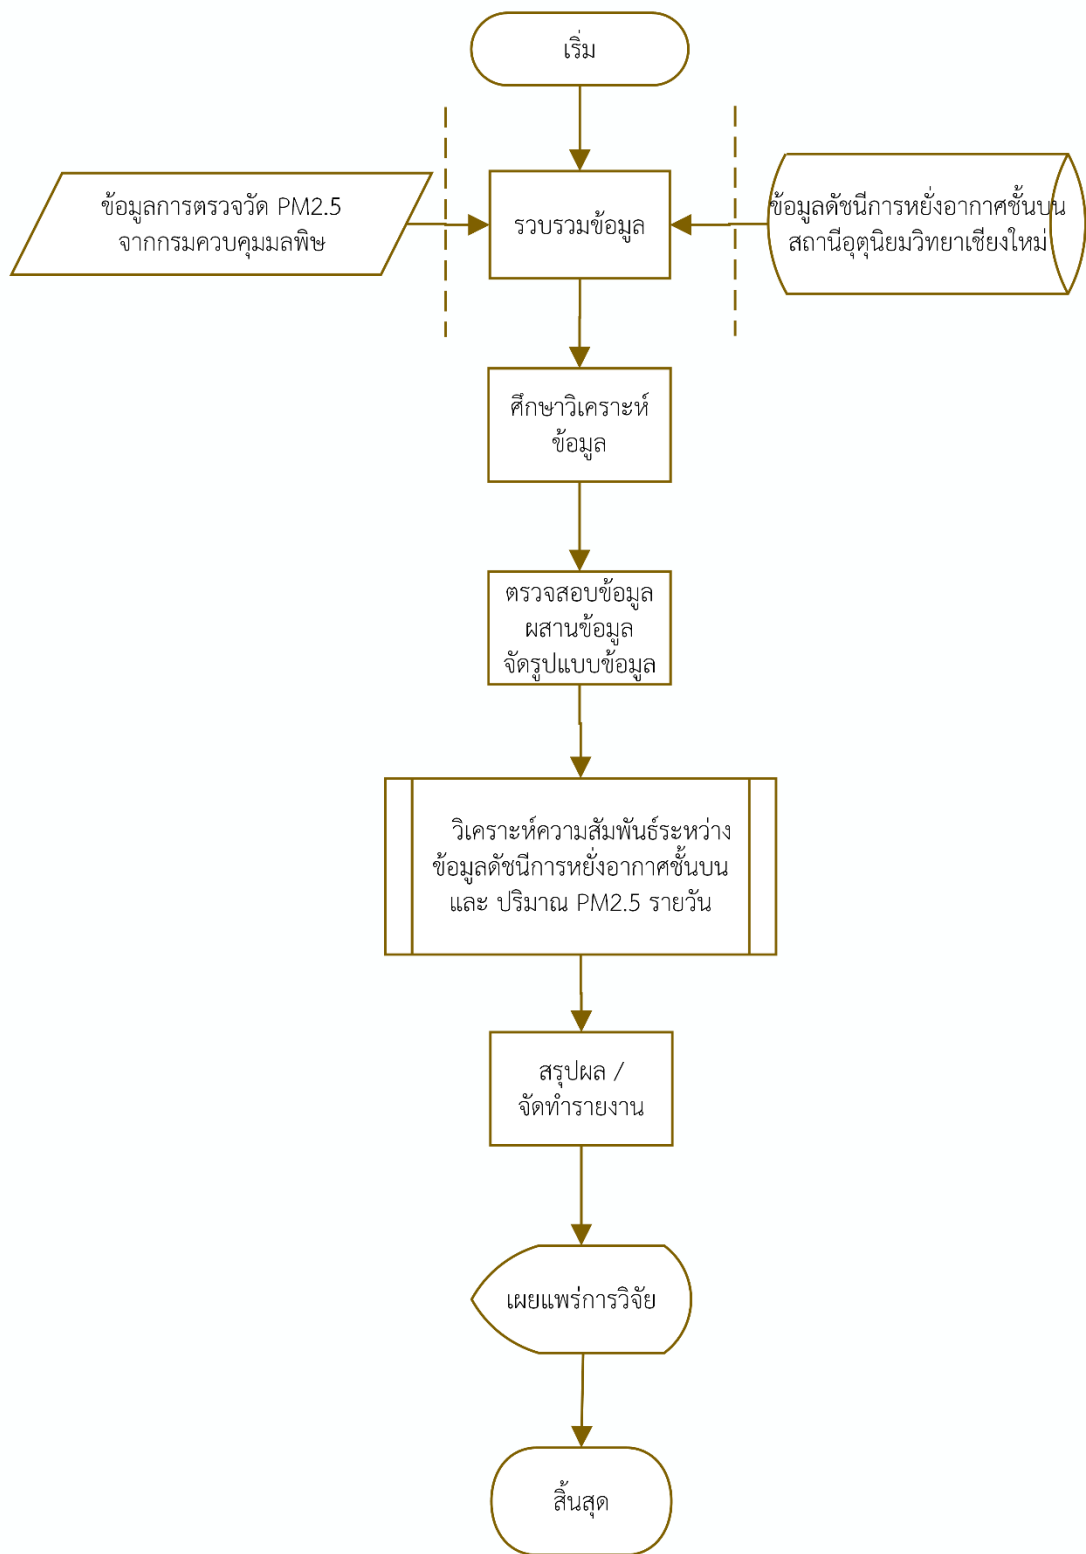 เริ่ม
ข้อมูลการตรวจวัด PM2.5
จากกรมควบคุมมลพิษ
รวบรวมข้อมูล
ข้อมูลดัชนีการหยั่งอากาศชั้นบน
สถานีอุตุนิยมวิทยาเชียงใหม่
ศึกษาวิเคราะห์
ข้อมูล
ตรวจสอบข้อมูล
ผสานข้อมูล
จัดรูปแบบข้อมูล
วิเคราะห์ความสัมพันธ์ระหว่าง
ข้อมูลดัชนีการหยั่งอากาศชั้นบน
และ ปริมาณ PM2.5 รายวัน
สรุปผล /
จัดทำรายงาน
เผยแพร่การวิจัย
สิ้นสุด